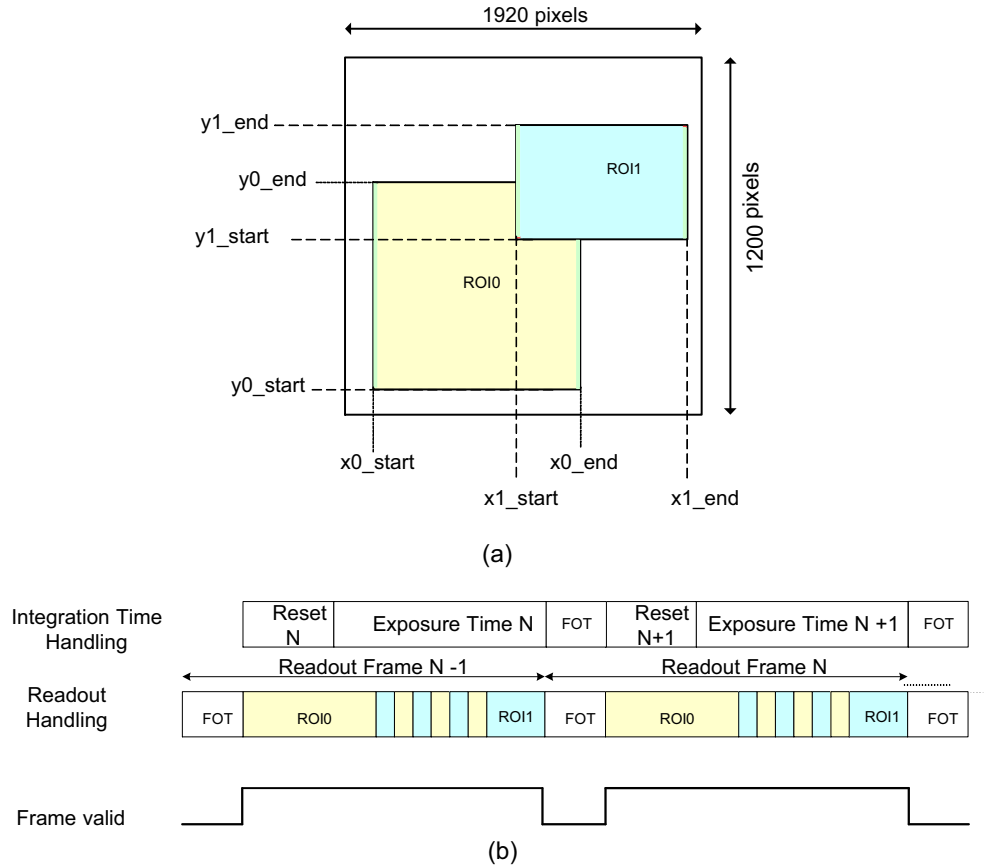 1920 pixels
y1_end
ROI1
y0_end
y1_start
1200 pixels
ROI0
y0_start
x0_start
x0_end
x1_start
x1_end
(a)
Integration Time
Handling
Reset
N
Exposure Time N
FOT
Reset
N+1
Exposure Time N +1
FOT
Readout Frame N -1
Readout Frame N
Readout
Handling
FOT
ROI0
ROI1
FOT
ROI0
ROI1
FOT
Frame valid
(b)